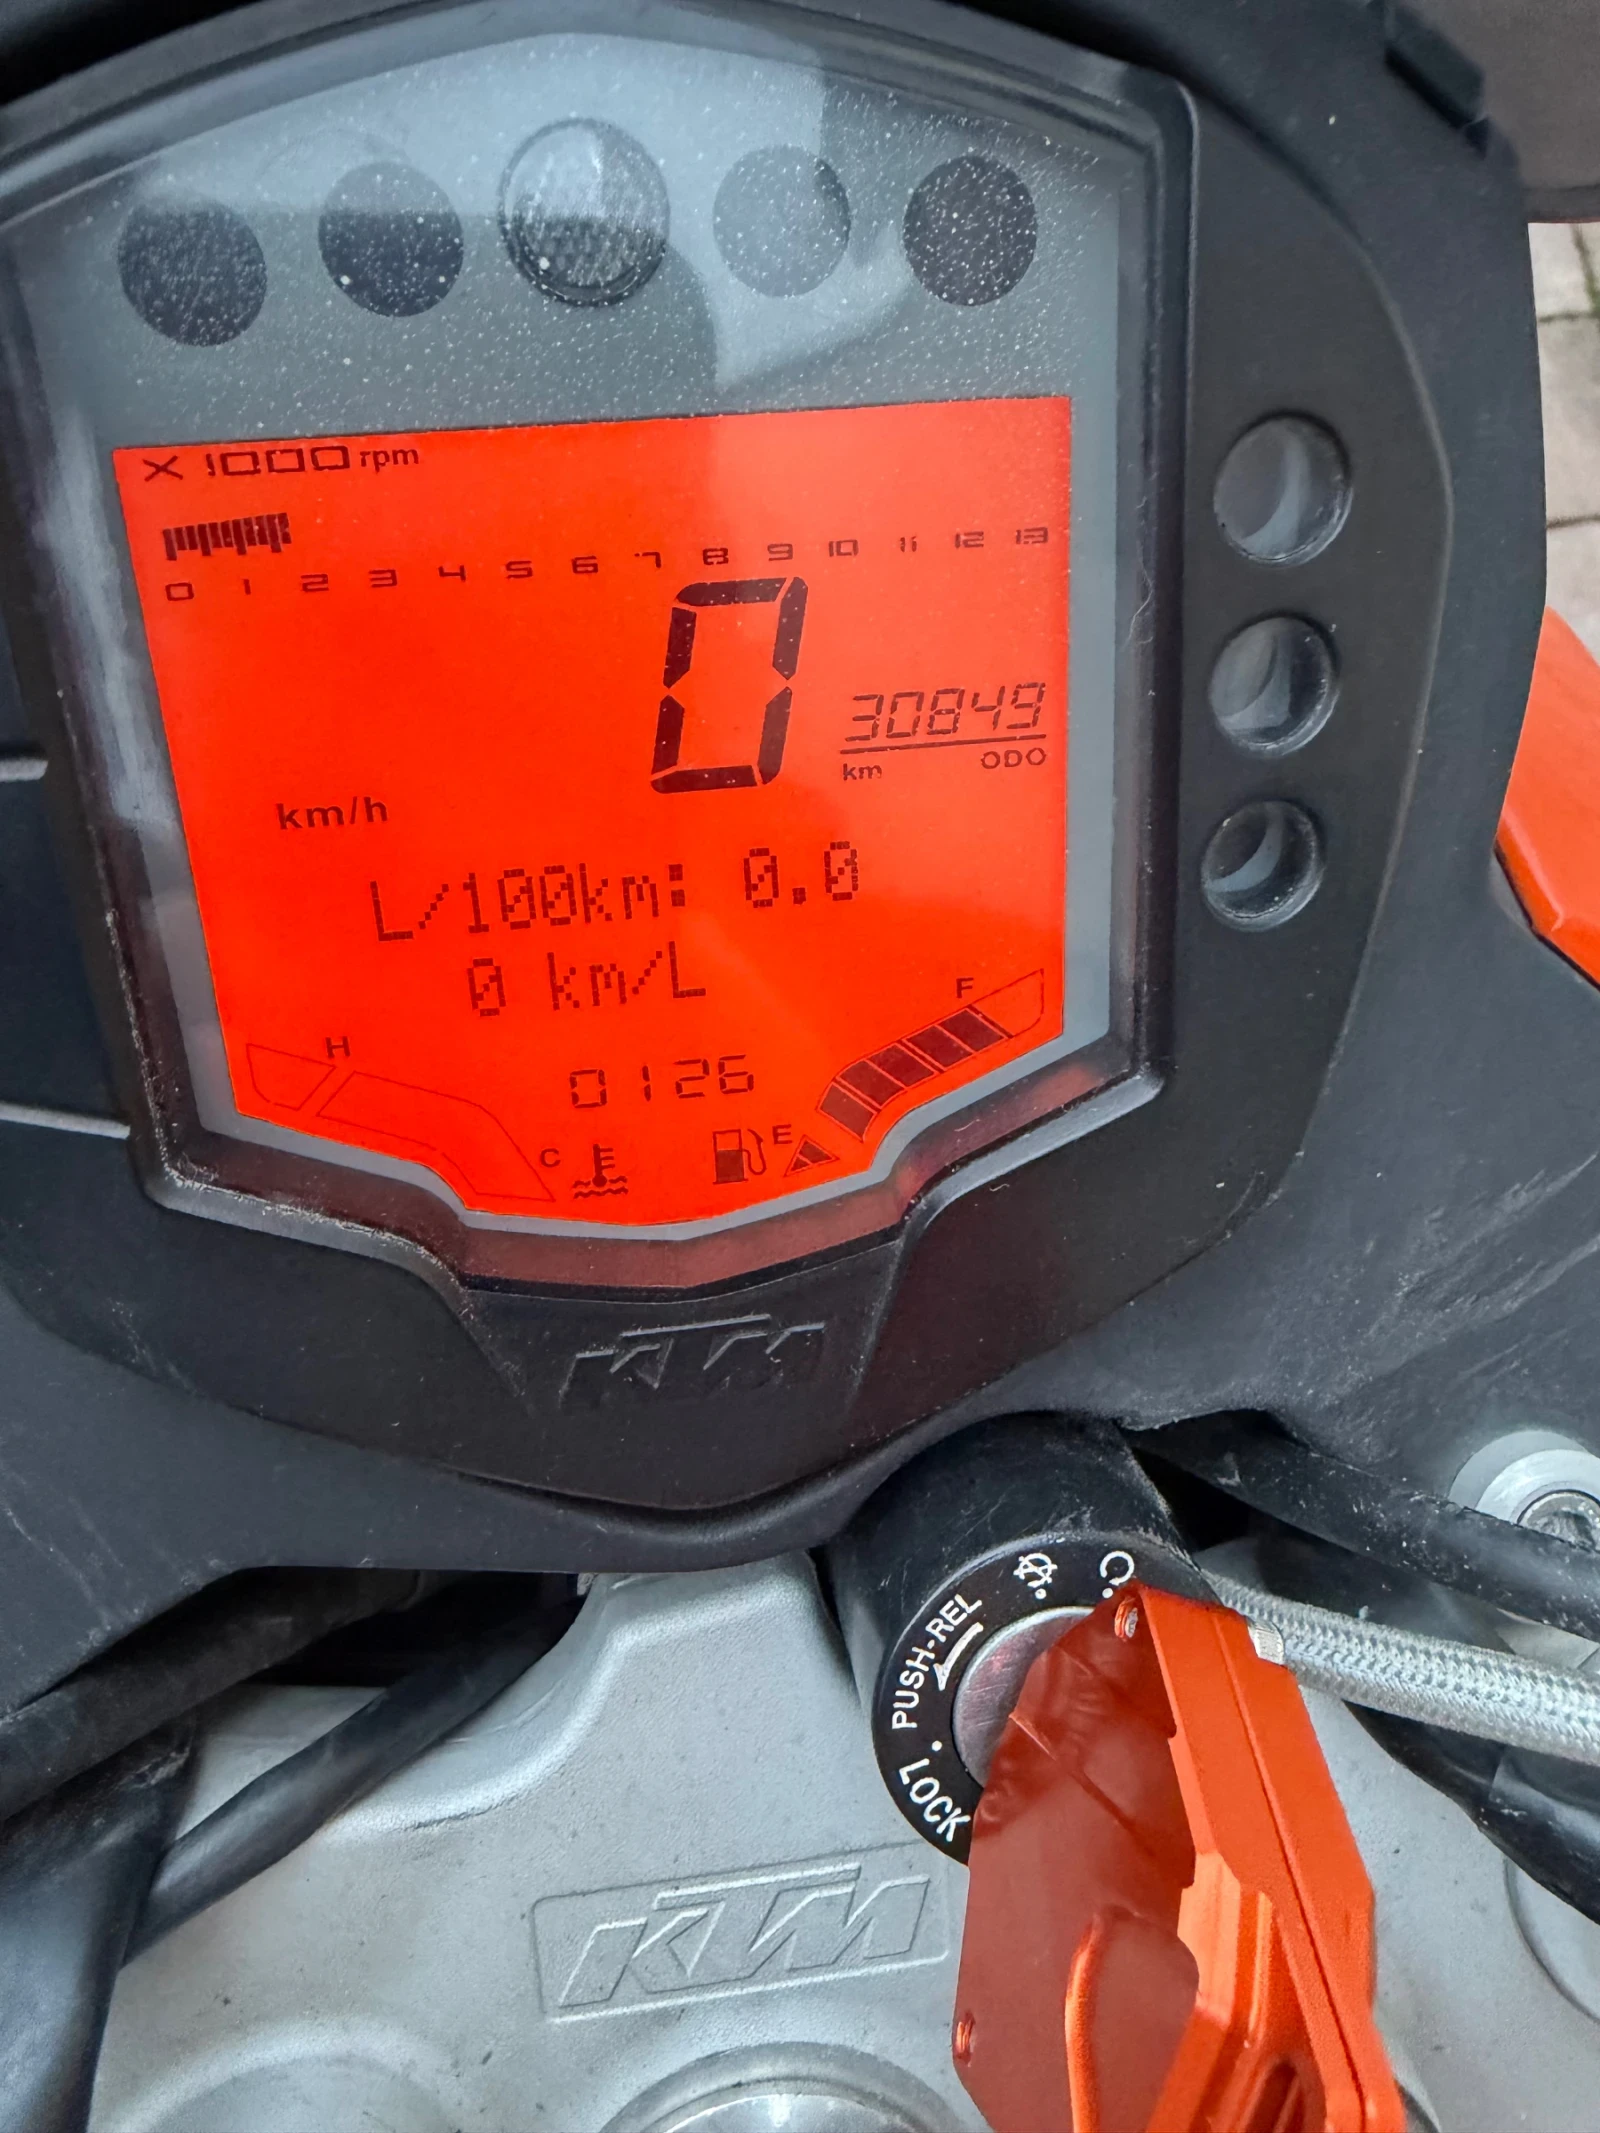 X 1000 rpm
0 1 2 3 4 5 6 7 8 9 10 11 12 13
0
30849
km ODO
km/h
L/100km: 0.0
0 km/L
H
F
0126
C
E
KTM
PUSH-REL
LOCK
KTM